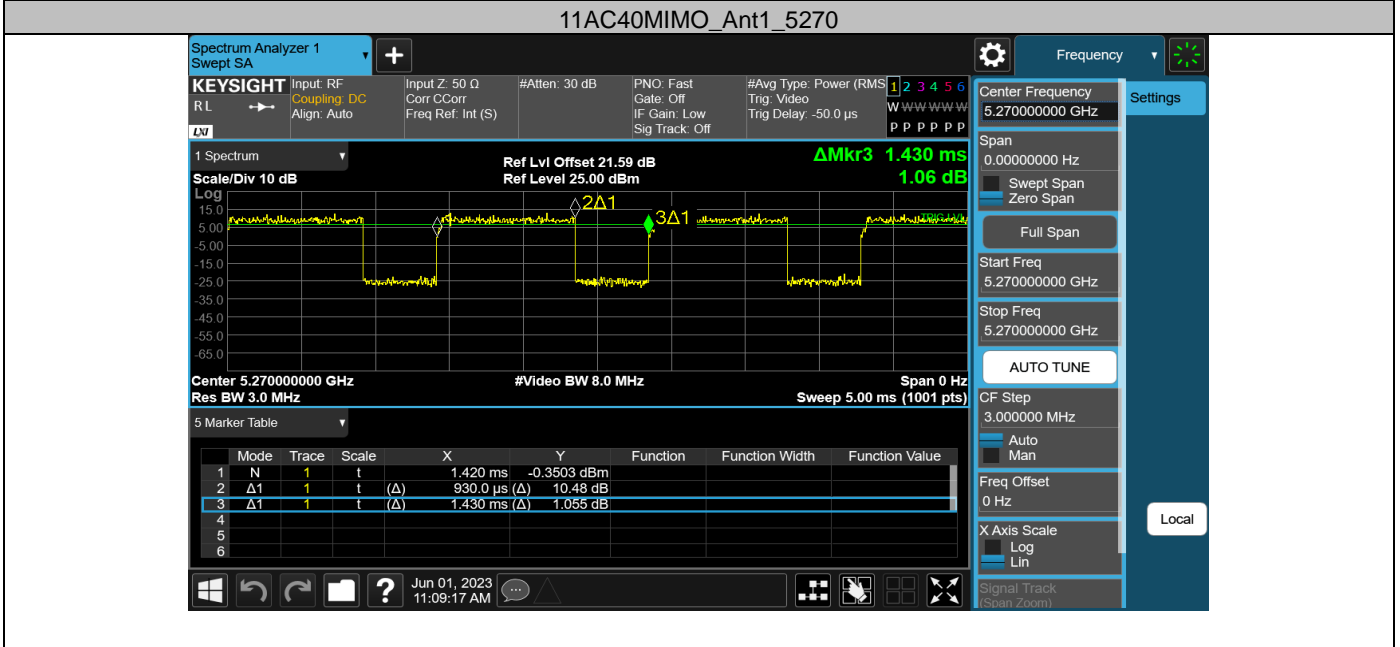 11AC40MIMO_Ant1_5270
Spectrum Analyzer 1
Swept SA
+
Frequency
KEYSIGHT
R L
LXI
Input: RF
Coupling: DC
Align: Auto
Input Z: 50 Ω
Corr CCorr
Freq Ref: Int (S)
#Atten: 30 dB
PNO: Fast
Gate: Off
IF Gain: Low
Sig Track: Off
#Avg Type: Power (RMS
Trig: Video
Trig Delay: -50.0 µs
1 2 3 4 5 6
W W W W W W
P P P P P P
1 Spectrum
Scale/Div 10 dB
Ref Lvl Offset 21.59 dB
Ref Level 25.00 dBm
ΔMkr3 1.430 ms
1.06 dB
Log
15.0
5.00
-5.00
-15.0
-25.0
-35.0
-45.0
-55.0
-65.0
2Δ1
3Δ1
TRIG LVL
Center 5.270000000 GHz
#Video BW 8.0 MHz
Span 0 Hz
Res BW 3.0 MHz
Sweep 5.00 ms (1001 pts)
5 Marker Table
Mode Trace Scale X Y Function Function Width Function Value
1 N 1 t 1.420 ms -0.3503 dBm
2 Δ1 1 t (Δ) 930.0 µs (Δ) 10.48 dB
3 Δ1 1 t (Δ) 1.430 ms (Δ) 1.055 dB
4
5
6
?
Jun 01, 2023
11:09:17 AM
Center Frequency
5.270000000 GHz
Span
0.00000000 Hz
Swept Span
Zero Span
Full Span
Start Freq
5.270000000 GHz
Stop Freq
5.270000000 GHz
AUTO TUNE
CF Step
3.000000 MHz
Auto
Man
Freq Offset
0 Hz
X Axis Scale
Log
Lin
Signal Track
(Span Zoom)
Settings
Local